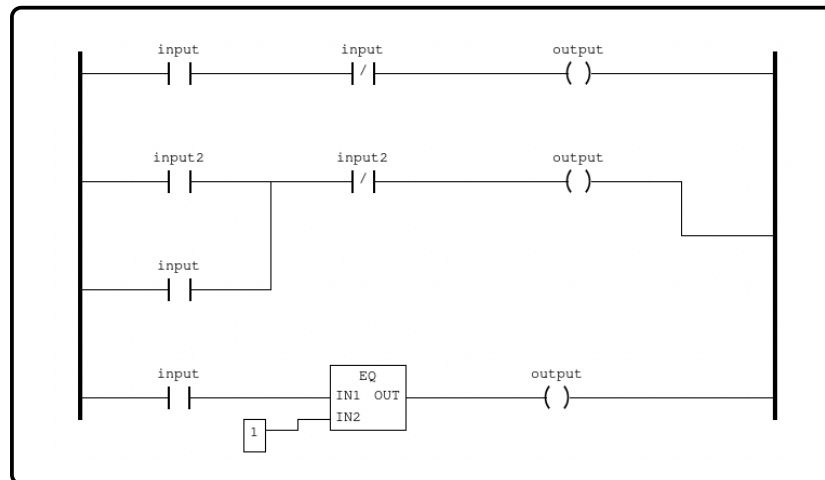 input input output
input2 input2 output
input
input output
EQ
IN1 OUT
IN2
1